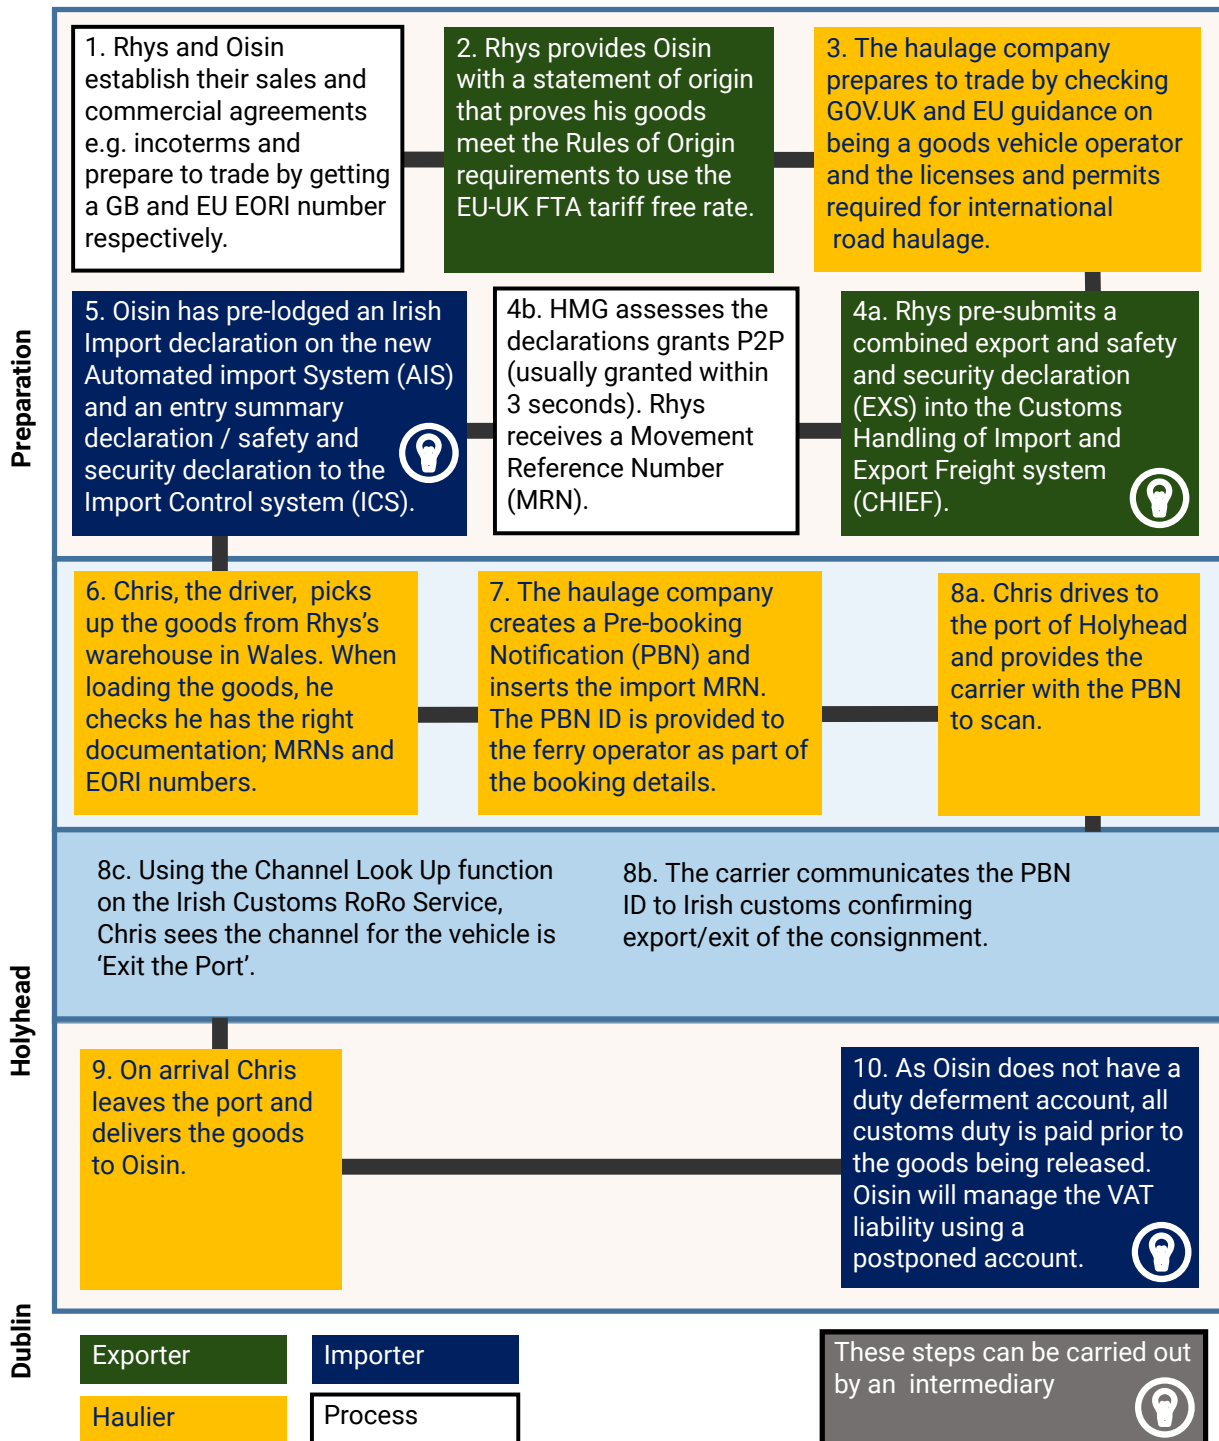 1. Rhys and Oisin
establish their sales and
commercial agreements
e.g. incoterms and
prepare to trade by getting
a GB and EU EORI number
respectively.
2. Rhys provides Oisin
with a statement of origin
that proves his goods
meet the Rules of Origin
requirements to use the
EU-UK FTA tariff free rate.
3. The haulage company
prepares to trade by checking
GOV.UK and EU guidance on
being a goods vehicle operator
and the licenses and permits
required for international
road haulage.
Preparation
4a. Rhys pre-submits a
combined export and safety
and security declaration
(EXS) into the Customs
Handling of Import and
Export Freight system
(CHIEF).
4b. HMG assesses the
declarations grants P2P
(usually granted within
3 seconds). Rhys
receives a Movement
Reference Number
(MRN).
5. Oisin has pre-lodged an Irish
Import declaration on the new
Automated import System (AIS)
and an entry summary
declaration / safety and
security declaration to the
Import Control system (ICS).
6. Chris, the driver, picks
up the goods from Rhys's
warehouse in Wales. When
loading the goods, he
checks he has the right
documentation; MRNs and
EORI numbers.
7. The haulage company
creates a Pre-booking
Notification (PBN) and
inserts the import MRN.
The PBN ID is provided to
the ferry operator as part of
the booking details.
8a. Chris drives to
the port of Holyhead
and provides the
carrier with the PBN
to scan.
8b. The carrier communicates the PBN
ID to Irish customs confirming
export/exit of the consignment.
8c. Using the Channel Look Up function
on the Irish Customs RoRo Service,
Chris sees the channel for the vehicle is
‘Exit the Port’.
Holyhead
9. On arrival Chris
leaves the port and
delivers the goods
to Oisin.
10. As Oisin does not have a
duty deferment account, all
customs duty is paid prior to
the goods being released.
Oisin will manage the VAT
liability using a
postponed account.
Dublin
Exporter
Importer
Haulier
Process
These steps can be carried out
by an intermediary